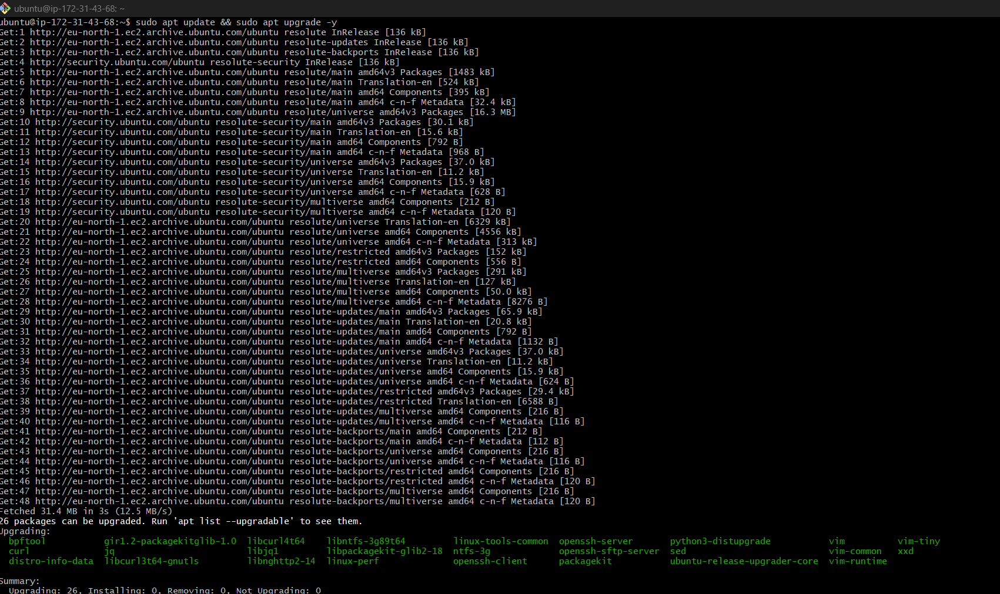 ubuntu@ip-172-31-43-68: ~
ubuntu@ip-172-31-43-68:~$ sudo apt update && sudo apt upgrade -y
Get:1 http://eu-north-1.ec2.archive.ubuntu.com/ubuntu resolute InRelease [136 kB]
Get:2 http://eu-north-1.ec2.archive.ubuntu.com/ubuntu resolute-updates InRelease [136 kB]
Get:3 http://eu-north-1.ec2.archive.ubuntu.com/ubuntu resolute-backports InRelease [136 kB]
Get:4 http://security.ubuntu.com/ubuntu resolute-security InRelease [136 kB]
Get:5 http://eu-north-1.ec2.archive.ubuntu.com/ubuntu resolute/main amd64v3 Packages [1483 kB]
Get:6 http://eu-north-1.ec2.archive.ubuntu.com/ubuntu resolute/main Translation-en [524 kB]
Get:7 http://eu-north-1.ec2.archive.ubuntu.com/ubuntu resolute/main amd64 Components [395 kB]
Get:8 http://eu-north-1.ec2.archive.ubuntu.com/ubuntu resolute/main amd64 c-n-f Metadata [32.4 kB]
Get:9 http://eu-north-1.ec2.archive.ubuntu.com/ubuntu resolute/universe amd64v3 Packages [16.3 MB]
Get:10 http://security.ubuntu.com/ubuntu resolute-security/main amd64v3 Packages [30.1 kB]
Get:11 http://security.ubuntu.com/ubuntu resolute-security/main Translation-en [15.6 kB]
Get:12 http://security.ubuntu.com/ubuntu resolute-security/main amd64 Components [792 B]
Get:13 http://security.ubuntu.com/ubuntu resolute-security/main amd64 c-n-f Metadata [968 B]
Get:14 http://security.ubuntu.com/ubuntu resolute-security/universe amd64v3 Packages [37.0 kB]
Get:15 http://security.ubuntu.com/ubuntu resolute-security/universe Translation-en [11.2 kB]
Get:16 http://security.ubuntu.com/ubuntu resolute-security/universe amd64 Components [15.9 kB]
Get:17 http://security.ubuntu.com/ubuntu resolute-security/universe amd64 c-n-f Metadata [628 B]
Get:18 http://security.ubuntu.com/ubuntu resolute-security/multiverse amd64 Components [212 B]
Get:19 http://security.ubuntu.com/ubuntu resolute-security/multiverse amd64 c-n-f Metadata [120 B]
Get:20 http://eu-north-1.ec2.archive.ubuntu.com/ubuntu resolute/universe Translation-en [6329 kB]
Get:21 http://eu-north-1.ec2.archive.ubuntu.com/ubuntu resolute/universe amd64 Components [4556 kB]
Get:22 http://eu-north-1.ec2.archive.ubuntu.com/ubuntu resolute/universe amd64 c-n-f Metadata [313 kB]
Get:23 http://eu-north-1.ec2.archive.ubuntu.com/ubuntu resolute/restricted amd64v3 Packages [152 kB]
Get:24 http://eu-north-1.ec2.archive.ubuntu.com/ubuntu resolute/restricted amd64 Components [556 B]
Get:25 http://eu-north-1.ec2.archive.ubuntu.com/ubuntu resolute/multiverse amd64v3 Packages [291 kB]
Get:26 http://eu-north-1.ec2.archive.ubuntu.com/ubuntu resolute/multiverse Translation-en [127 kB]
Get:27 http://eu-north-1.ec2.archive.ubuntu.com/ubuntu resolute/multiverse amd64 Components [50.0 kB]
Get:28 http://eu-north-1.ec2.archive.ubuntu.com/ubuntu resolute/multiverse amd64 c-n-f Metadata [8276 B]
Get:29 http://eu-north-1.ec2.archive.ubuntu.com/ubuntu resolute-updates/main amd64v3 Packages [65.9 kB]
Get:30 http://eu-north-1.ec2.archive.ubuntu.com/ubuntu resolute-updates/main Translation-en [20.8 kB]
Get:31 http://eu-north-1.ec2.archive.ubuntu.com/ubuntu resolute-updates/main amd64 Components [792 B]
Get:32 http://eu-north-1.ec2.archive.ubuntu.com/ubuntu resolute-updates/main amd64 c-n-f Metadata [1132 B]
Get:33 http://eu-north-1.ec2.archive.ubuntu.com/ubuntu resolute-updates/universe amd64v3 Packages [37.0 kB]
Get:34 http://eu-north-1.ec2.archive.ubuntu.com/ubuntu resolute-updates/universe Translation-en [11.2 kB]
Get:35 http://eu-north-1.ec2.archive.ubuntu.com/ubuntu resolute-updates/universe amd64 Components [15.9 kB]
Get:36 http://eu-north-1.ec2.archive.ubuntu.com/ubuntu resolute-updates/universe amd64 c-n-f Metadata [624 B]
Get:37 http://eu-north-1.ec2.archive.ubuntu.com/ubuntu resolute-updates/restricted amd64v3 Packages [29.4 kB]
Get:38 http://eu-north-1.ec2.archive.ubuntu.com/ubuntu resolute-updates/restricted Translation-en [6588 B]
Get:39 http://eu-north-1.ec2.archive.ubuntu.com/ubuntu resolute-updates/multiverse amd64 Components [216 B]
Get:40 http://eu-north-1.ec2.archive.ubuntu.com/ubuntu resolute-updates/multiverse amd64 c-n-f Metadata [116 B]
Get:41 http://eu-north-1.ec2.archive.ubuntu.com/ubuntu resolute-backports/main amd64 Components [212 B]
Get:42 http://eu-north-1.ec2.archive.ubuntu.com/ubuntu resolute-backports/main amd64 c-n-f Metadata [112 B]
Get:43 http://eu-north-1.ec2.archive.ubuntu.com/ubuntu resolute-backports/universe amd64 Components [216 B]
Get:44 http://eu-north-1.ec2.archive.ubuntu.com/ubuntu resolute-backports/universe amd64 c-n-f Metadata [116 B]
Get:45 http://eu-north-1.ec2.archive.ubuntu.com/ubuntu resolute-backports/restricted amd64 Components [216 B]
Get:46 http://eu-north-1.ec2.archive.ubuntu.com/ubuntu resolute-backports/restricted amd64 c-n-f Metadata [120 B]
Get:47 http://eu-north-1.ec2.archive.ubuntu.com/ubuntu resolute-backports/multiverse amd64 Components [216 B]
Get:48 http://eu-north-1.ec2.archive.ubuntu.com/ubuntu resolute-backports/multiverse amd64 c-n-f Metadata [120 B]
Fetched 31.4 MB in 3s (12.5 MB/s)
26 packages can be upgraded. Run 'apt list --upgradable' to see them.
Upgrading:
bpftool gir1.2-packagekitglib-1.0 libcurl4t64 libntfs-3g89t64 linux-tools-common openssh-server python3-distupgrade vim vim-tiny
curl jq libjq1 libpackagekit-glib2-18 ntfs-3g openssh-sftp-server sed vim-common xxd
distro-info-data libcurl3t64-gnutls libnghttp2-14 linux-perf openssh-client packagekit ubuntu-release-upgrader-core vim-runtime
Summary:
Upgrading: 26, Installing: 0, Removing: 0, Not Upgrading: 0